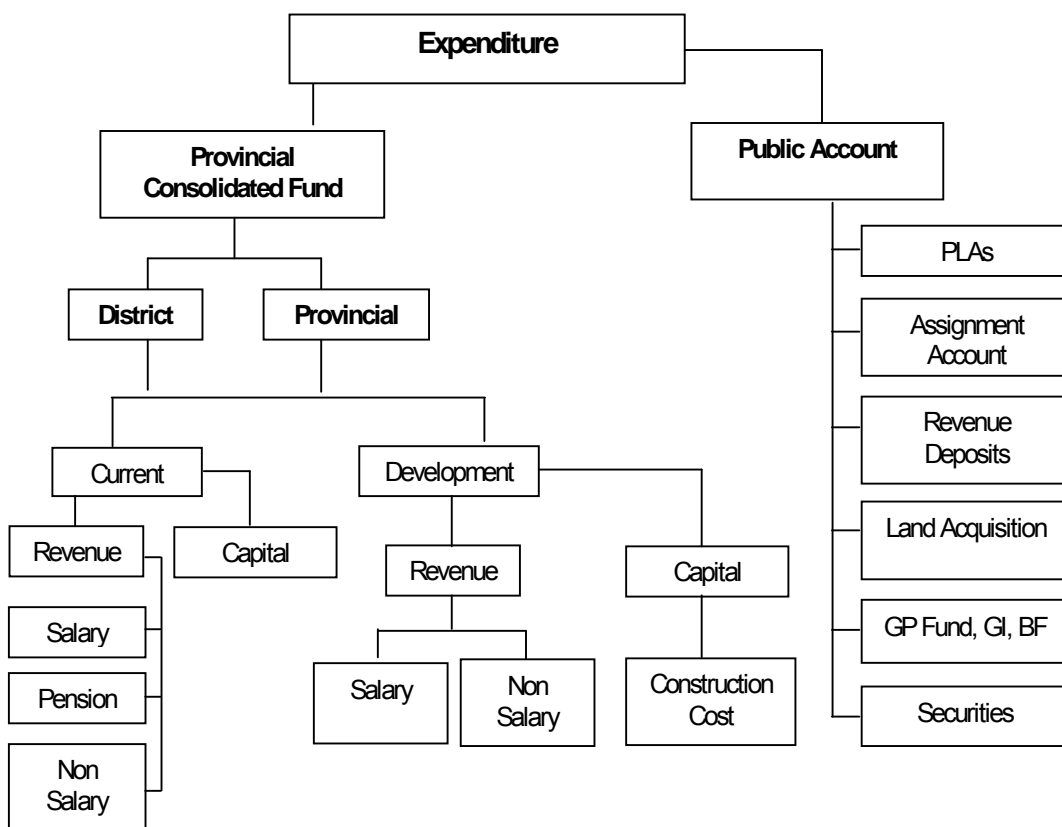 Expenditure
Provincial
Consolidated Fund
Public Account
District
Provincial
Current
Development
Revenue
Capital
Salary
Pension
Non
Salary
Revenue
Capital
Salary
Non
Salary
Construction
Cost
PLAs
Assignment
Account
Revenue
Deposits
Land Acquisition
GP Fund, GI, BF
Securities